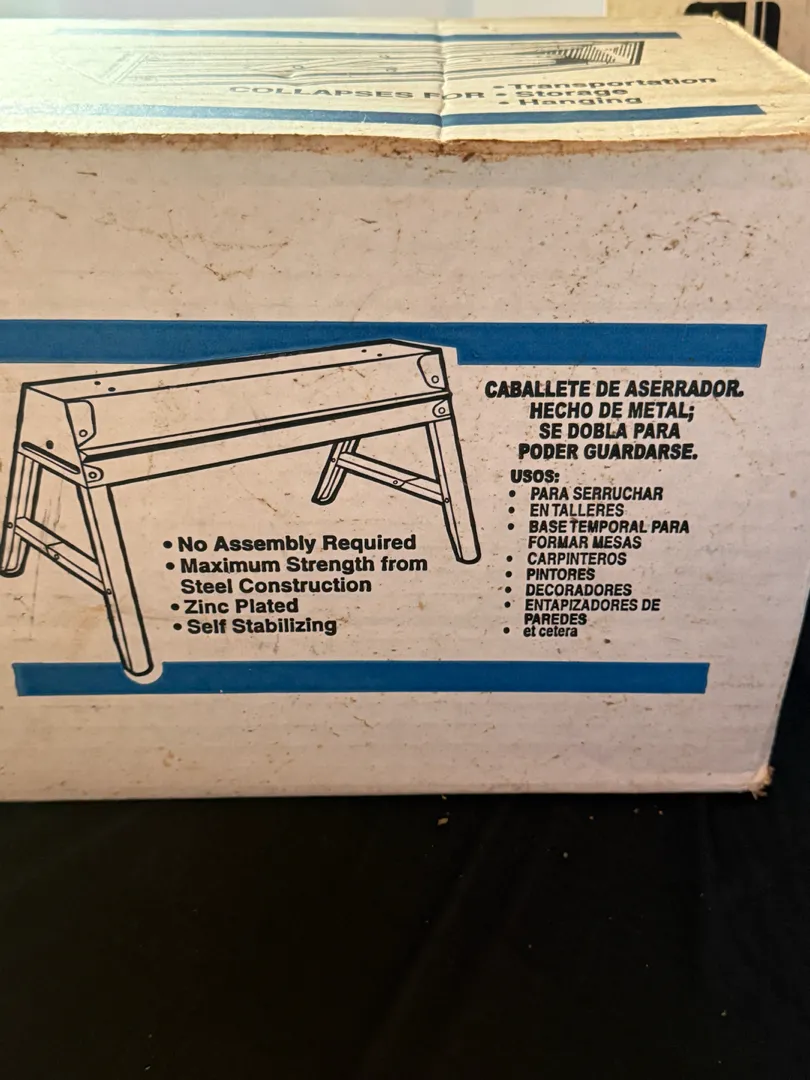 COLLAPSES FOR • Transportation
• Storage
• Hanging
CABALLETE DE ASERRADOR.
HECHO DE METAL;
SE DOBLA PARA
PODER GUARDARSE.
USOS:
• PARA SERRUCHAR
• EN TALLERES
• BASE TEMPORAL PARA
FORMAR MESAS
• CARPINTEROS
• PINTORES
• DECORADORES
• ENTAPIZADORES DE
PAREDES
• et cetera
• No Assembly Required
• Maximum Strength from
Steel Construction
• Zinc Plated
• Self Stabilizing